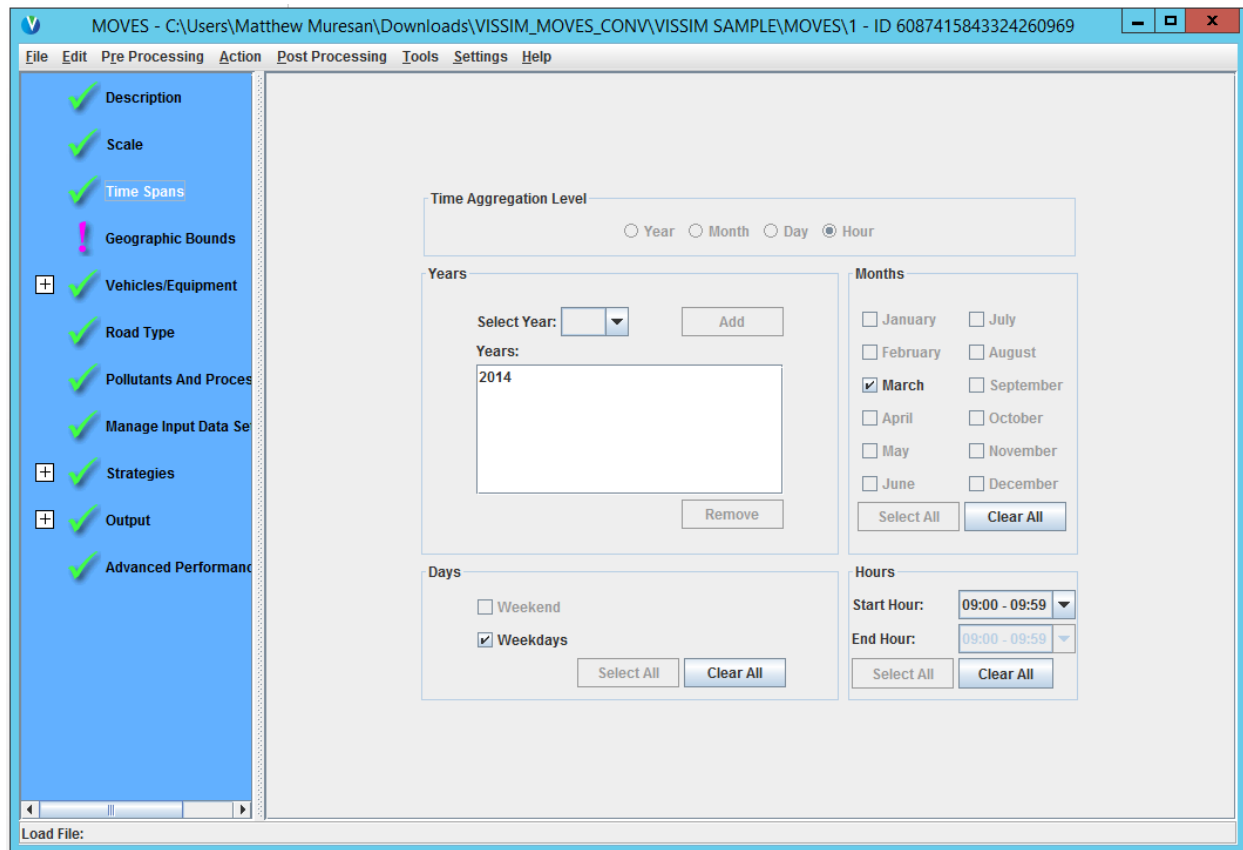 MOVES - C:\Users\Matthew Muresan\Downloads\VISSIM_MOVES_CONV\VISSIM SAMPLE\MOVES\1 - ID 6087415843324260969
File Edit Pre Processing Action Post Processing Tools Settings Help
Description
Scale
Time Spans
Geographic Bounds
Vehicles/Equipment
Road Type
Pollutants And Proces
Manage Input Data Se
Strategies
Output
Advanced Performanc
Time Aggregation Level
Year Month Day Hour
Years
Select Year: Add
Years:
2014
Remove
Months
January July
February August
March September
April October
May November
June December
Select All Clear All
Days
Weekend
Weekdays
Select All Clear All
Hours
Start Hour: 09:00 - 09:59
End Hour: 09:00 - 09:59
Select All Clear All
Load File: